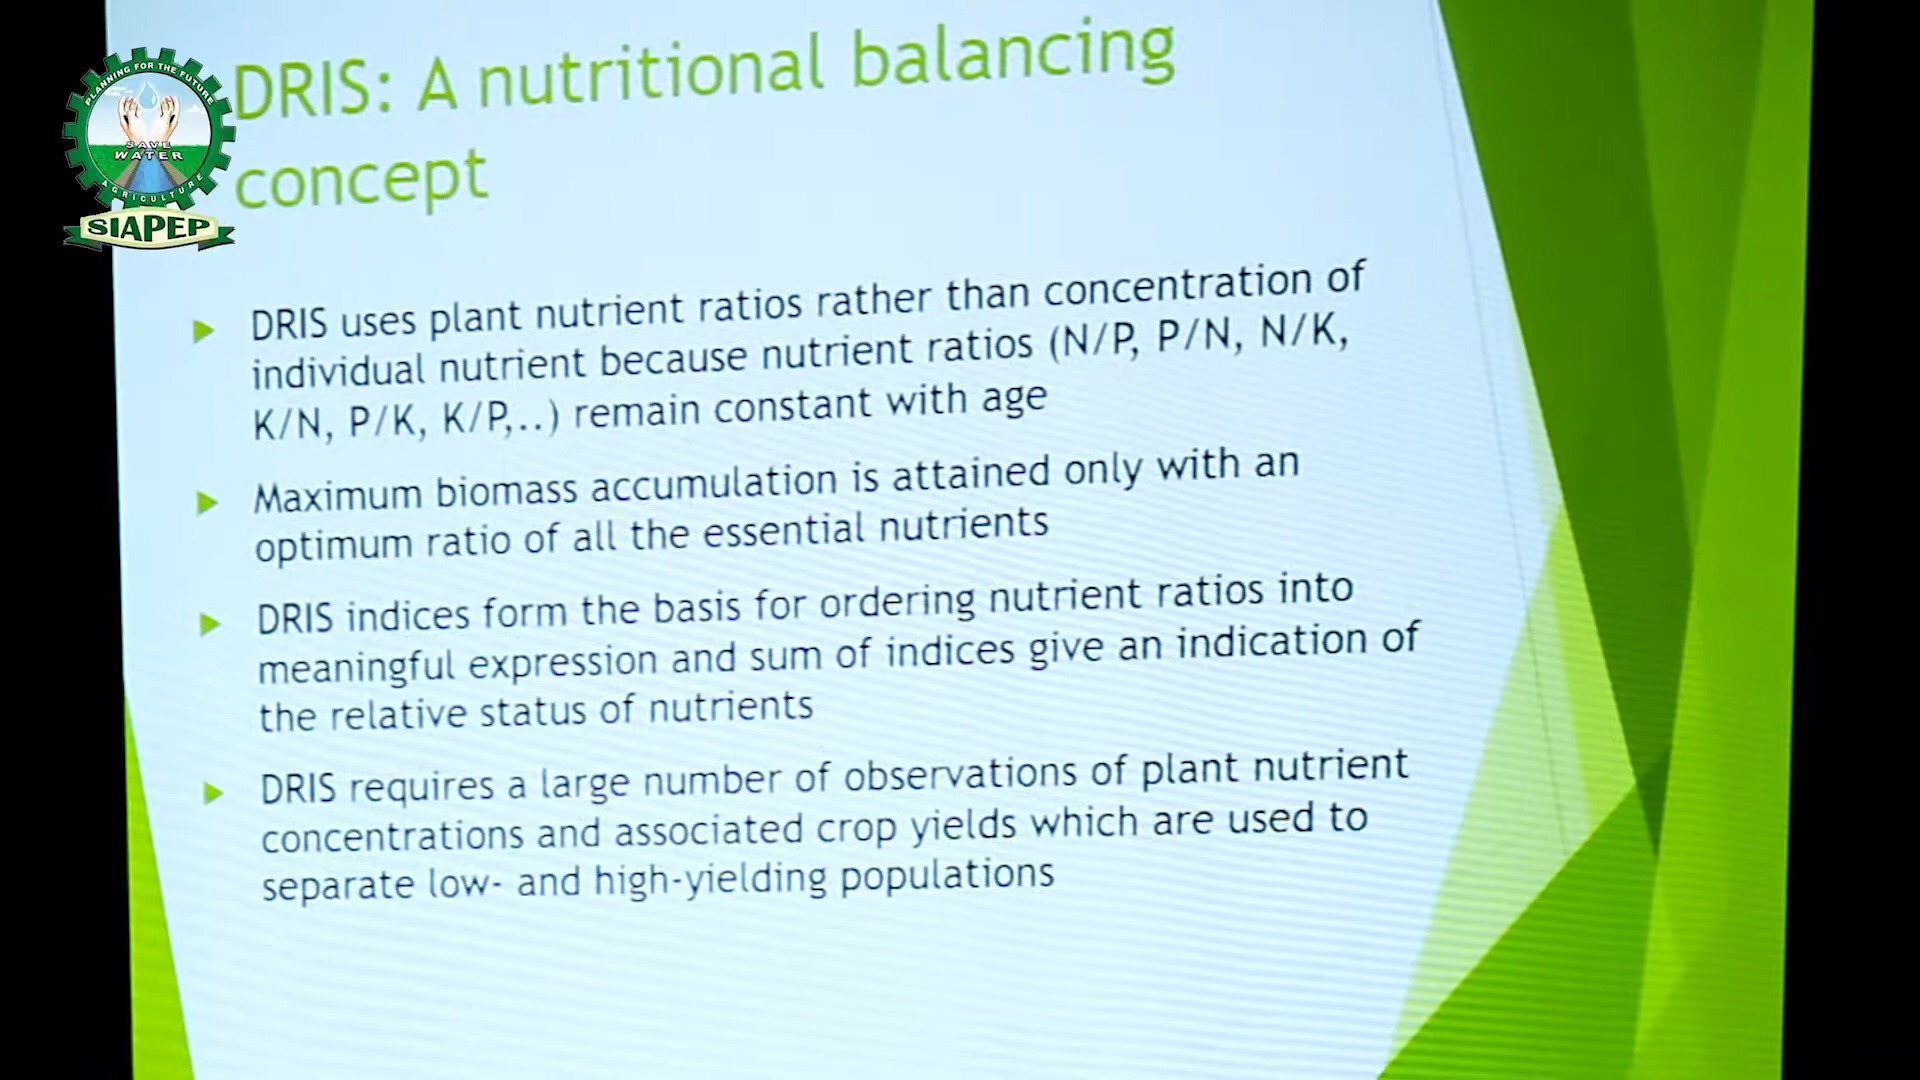 DRIS: A nutritional balancing
concept
PLANNING FOR THE FUTURE
SAVE
WATER
AGRICULTURE
SIAPEP
DRIS uses plant nutrient ratios rather than concentration of
individual nutrient because nutrient ratios (N/P, P/N, N/K,
K/N, P/K, K/P,..) remain constant with age
Maximum biomass accumulation is attained only with an
optimum ratio of all the essential nutrients
DRIS indices form the basis for ordering nutrient ratios into
meaningful expression and sum of indices give an indication of
the relative status of nutrients
DRIS requires a large number of observations of plant nutrient
concentrations and associated crop yields which are used to
separate low- and high-yielding populations